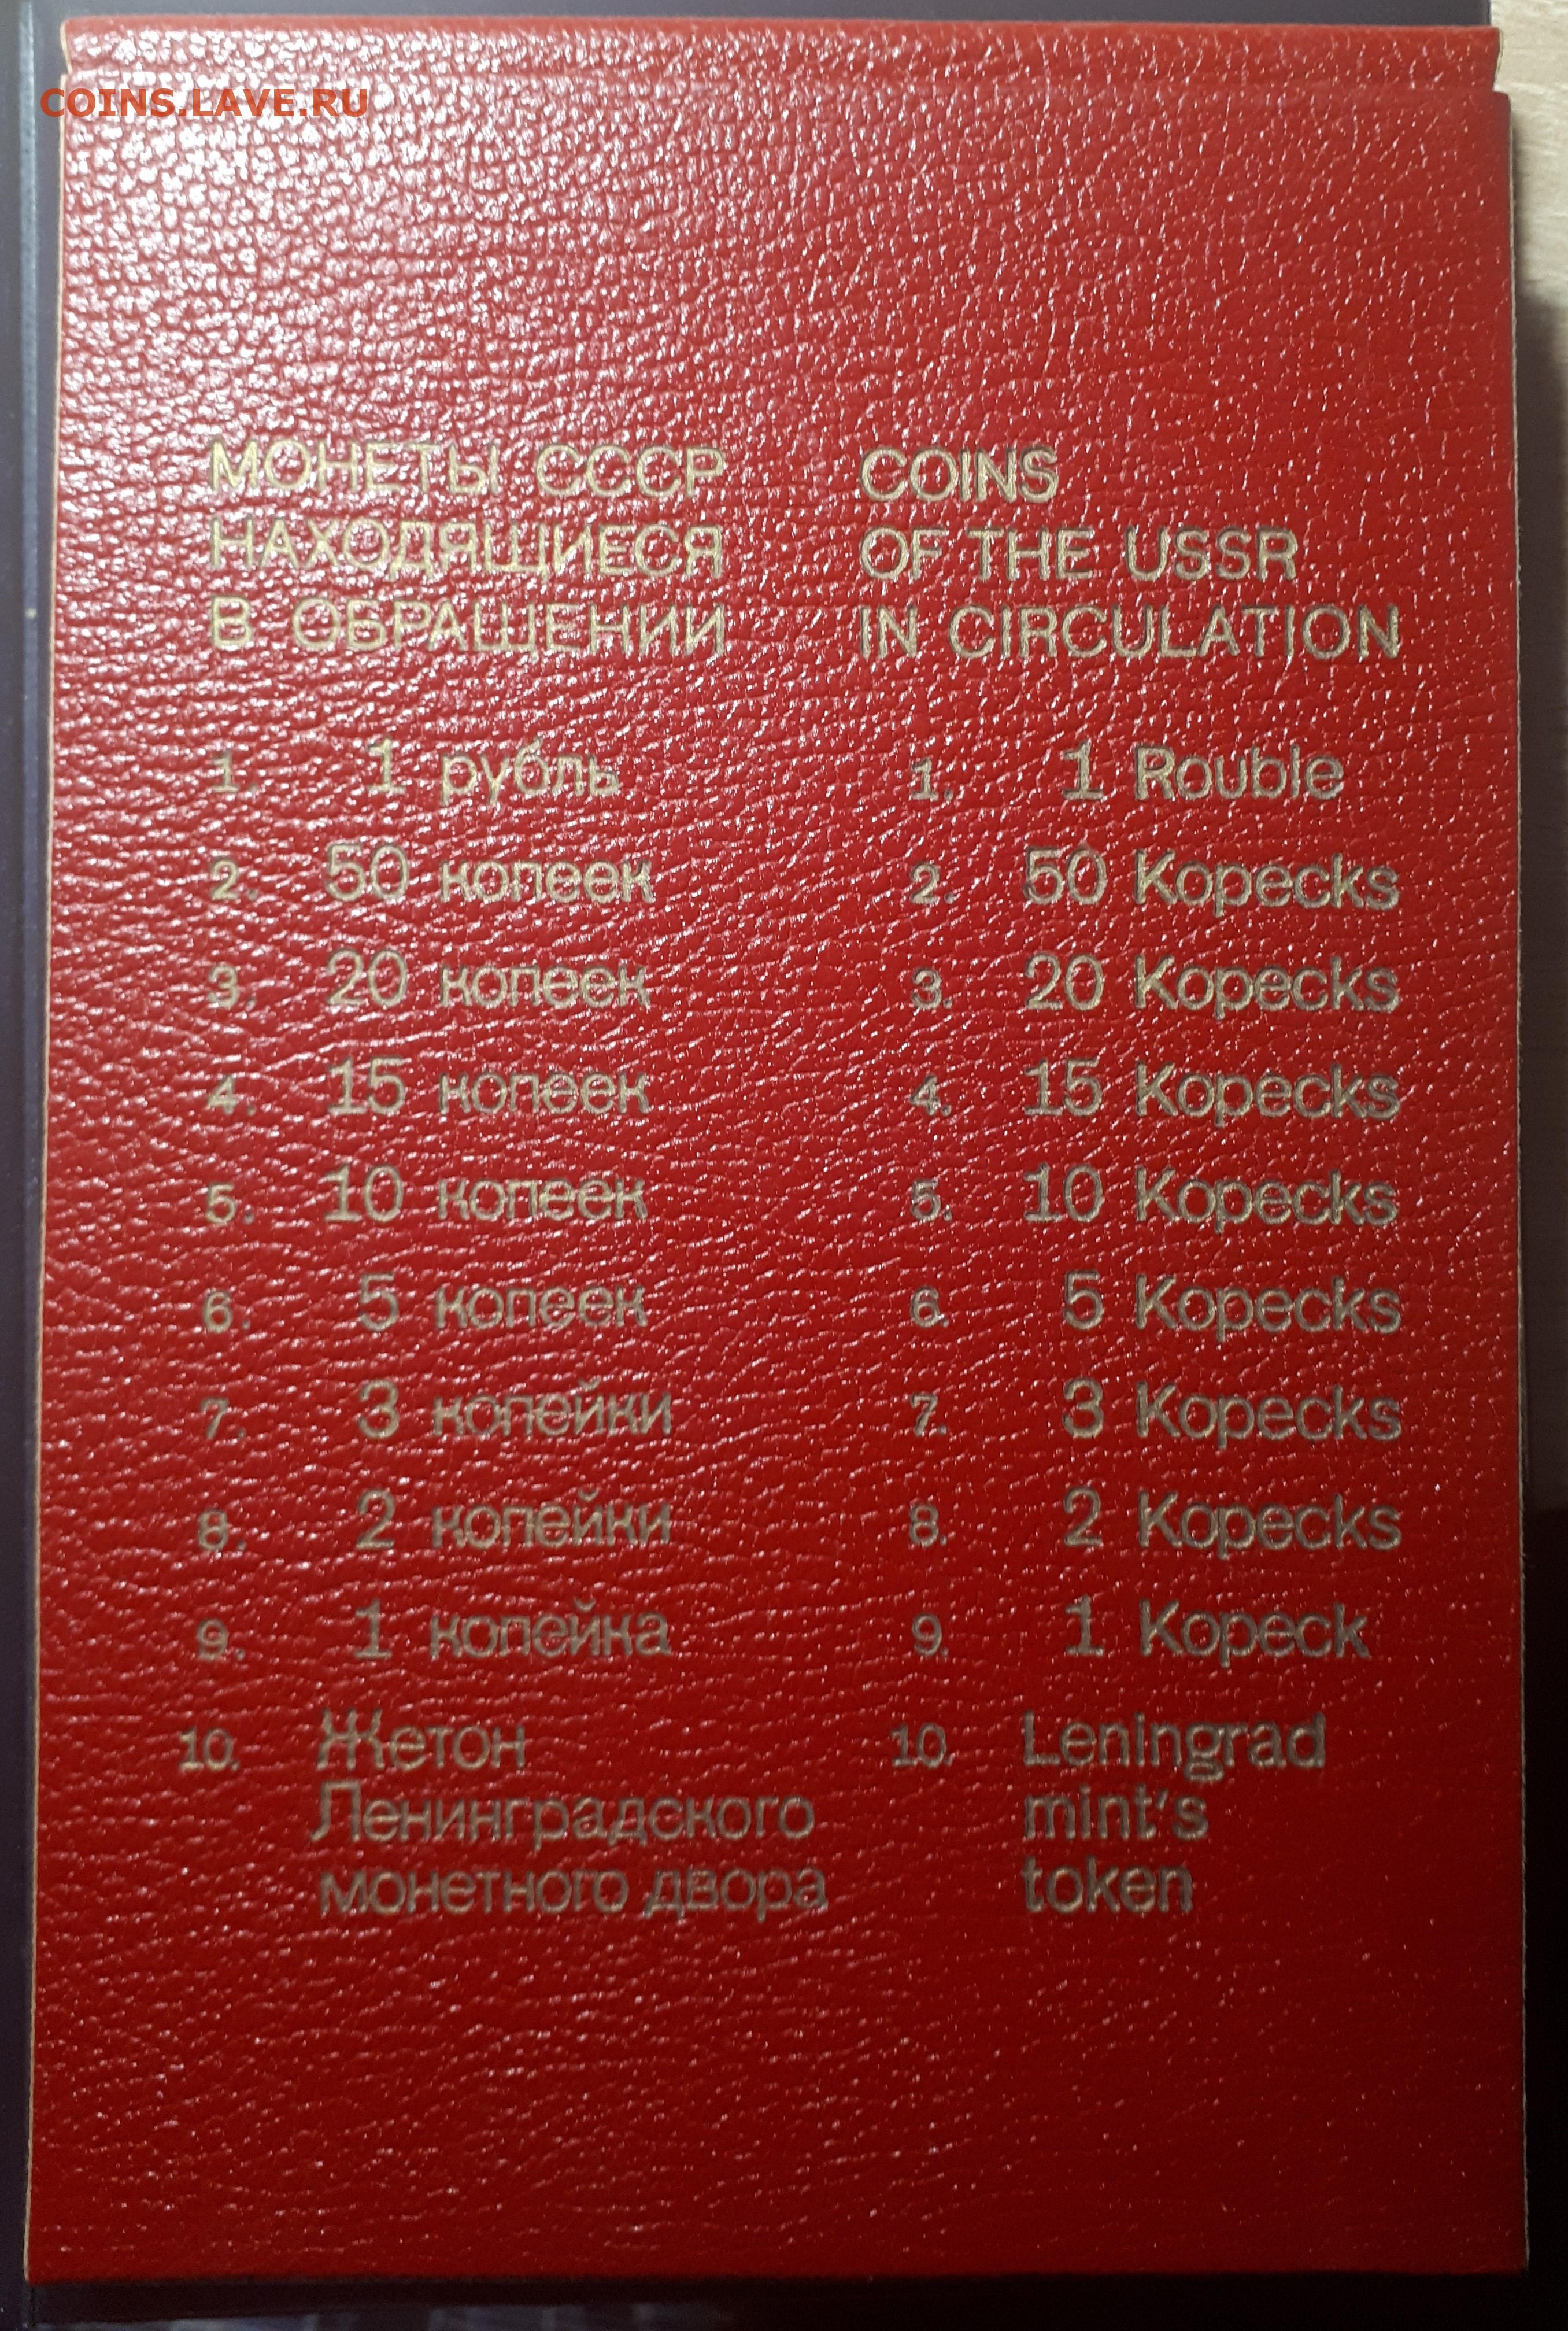 COINS.LAVE.RU
МОНЕТЫ СССР
НАХОДЯЩИЕСЯ
В ОБРАЩЕНИИ
1. 1 рубль
2. 50 копеек
3. 20 копеек
4. 15 копеек
5. 10 копеек
6. 5 копеек
7. 3 копейки
8. 2 копейки
9. 1 копейка
10. Жетон
Ленинградского
монетного двора
COINS
OF THE USSR
IN CIRCULATION
1. 1 Rouble
2. 50 Kopecks
3. 20 Kopecks
4. 15 Kopecks
5. 10 Kopecks
6. 5 Kopecks
7. 3 Kopecks
8. 2 Kopecks
9. 1 Kopeck
10. Leningrad
mint's
token